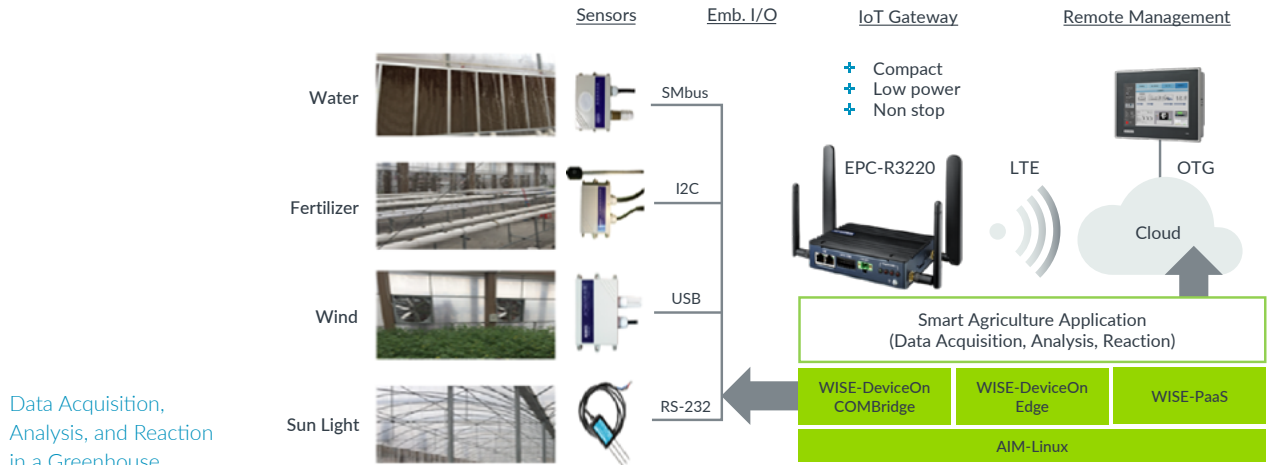 Sensors
Emb. I/O
IoT Gateway
Remote Management
Compact
Low power
Non stop
Water
SMbus
EPC-R3220
LTE
OTG
Fertilizer
I2C
Cloud
Wind
USB
Smart Agriculture Application
(Data Acquisition, Analysis, Reaction)
Sun Light
RS-232
WISE-DeviceOn
COMBridge
WISE-DeviceOn
Edge
WISE-PaaS
AIM-Linux
Data Acquisition,
Analysis, and Reaction
in a Greenhouse